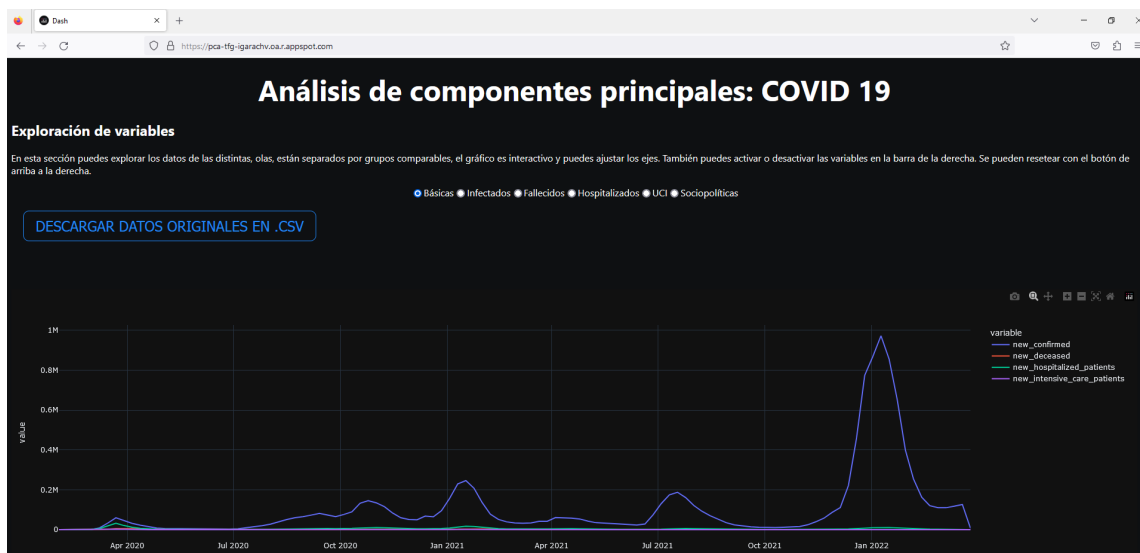 Dash
https://pca-tfg-igarachv.oa.r.appspot.com
Análisis de componentes principales: COVID 19
Exploración de variables
En esta sección puedes explorar los datos de las distintas, olas, están separados por grupos comparables, el gráfico es interactivo y puedes ajustar los ejes. También puedes activar o desactivar las variables en la barra de la derecha. Se pueden resetear con el botón de
arriba a la derecha.
Básicas Infectados Fallecidos Hospitalizados UCI Sociopolíticas
DESCARGAR DATOS ORIGINALES EN .CSV
variable
new_confirmed
new_deceased
new_hospitalized_patients
new_intensive_care_patients
1M
0.8M
0.6M
0.4M
0.2M
0
value
Apr 2020 Jul 2020 Oct 2020 Jan 2021 Apr 2021 Jul 2021 Oct 2021 Jan 2022